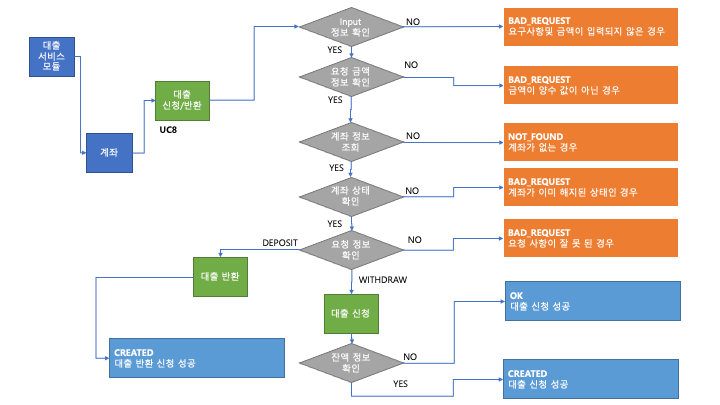 대출
서비스
모듈
계좌
대출
신청/반환
UC8
Input
정보 확인
NO
YES
BAD_REQUEST
요구사항및 금액이 입력되지 않은 경우
요청 금액
정보 확인
NO
YES
BAD_REQUEST
금액이 양수 값이 아닌 경우
계좌 정보
조회
NO
YES
NOT_FOUND
계좌가 없는 경우
계좌 상태
확인
NO
YES
BAD_REQUEST
계좌가 이미 해지된 상태인 경우
요청 정보
확인
NO
DEPOSIT
WITHDRAW
BAD_REQUEST
요청 사항이 잘 못 된 경우
대출 반환
대출 신청
OK
대출 신청 성공
CREATED
대출 반환 신청 성공
잔액 정보
확인
NO
YES
CREATED
대출 신청 성공